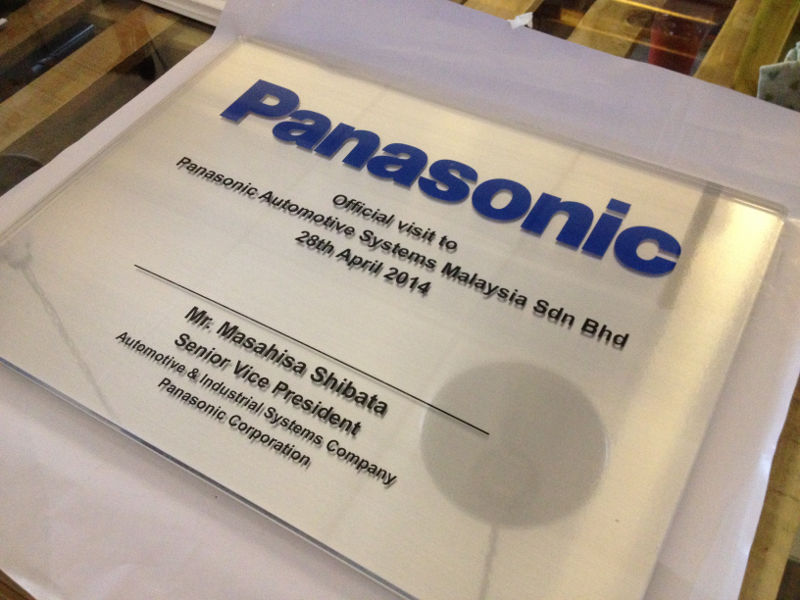 Panasonic
Official visit to
Panasonic Automotive Systems Malaysia Sdn Bhd
28th April 2014
Mr. Masahisa Shibata
Senior Vice President
Automotive & Industrial Systems Company
Panasonic Corporation